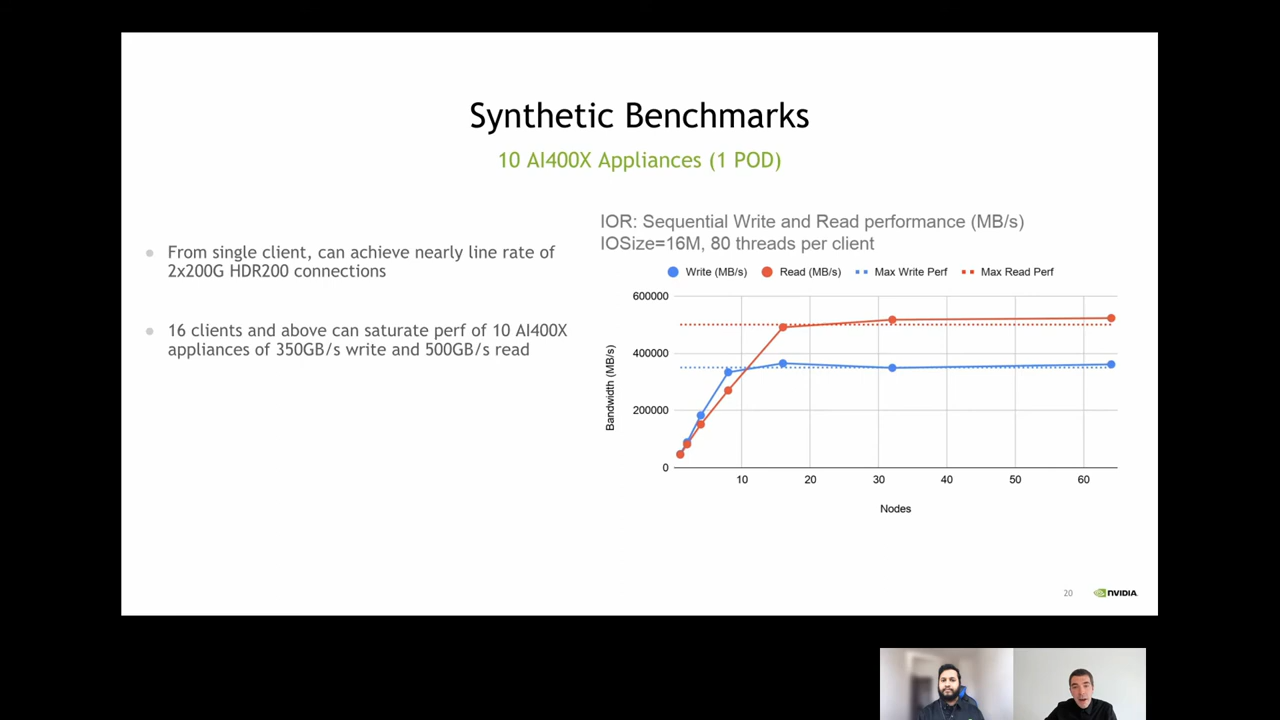 Synthetic Benchmarks
10 AI400X Appliances (1 POD)
From single client, can achieve nearly line rate of
2x200G HDR200 connections
16 clients and above can saturate perf of 10 AI400X
appliances of 350GB/s write and 500GB/s read
IOR: Sequential Write and Read performance (MB/s)
IOSize=16M, 80 threads per client
Write (MB/s) Read (MB/s) Max Write Perf Max Read Perf
Bandwidth (MB/s)
600000
400000
200000
0
10 20 30 40 50 60
Nodes
20 NVIDIA